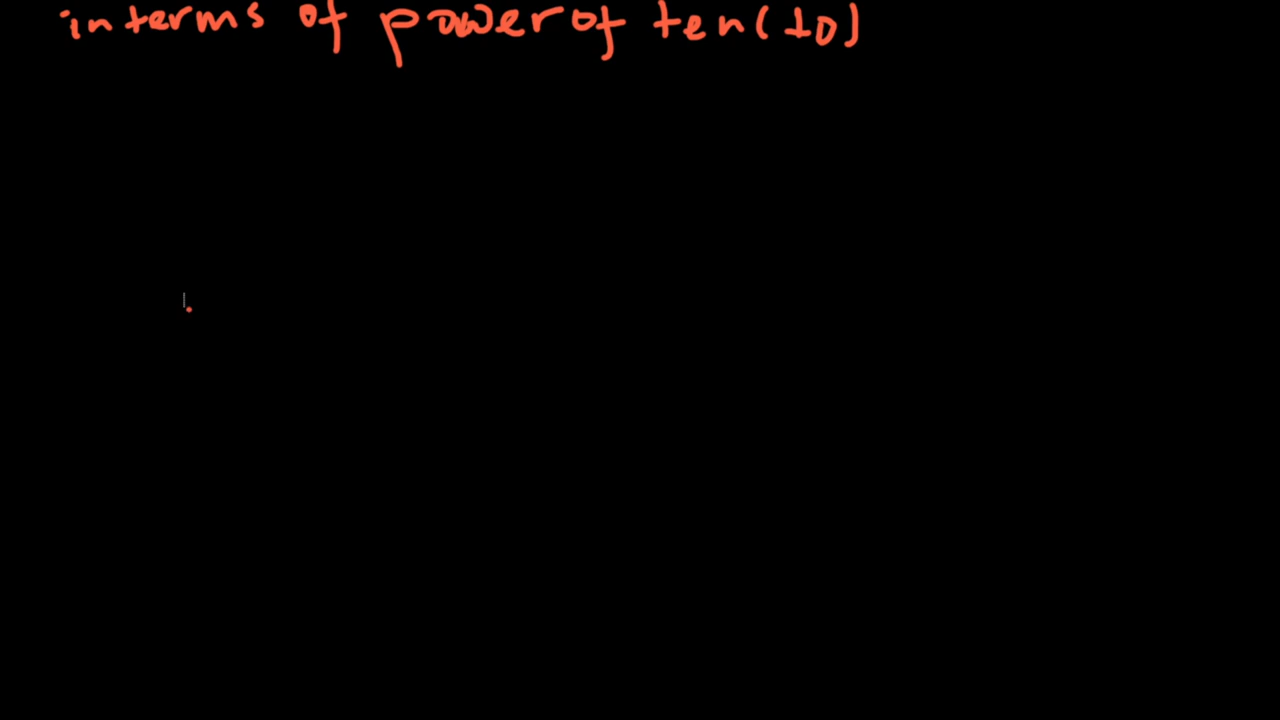 interms of power of ten(10)